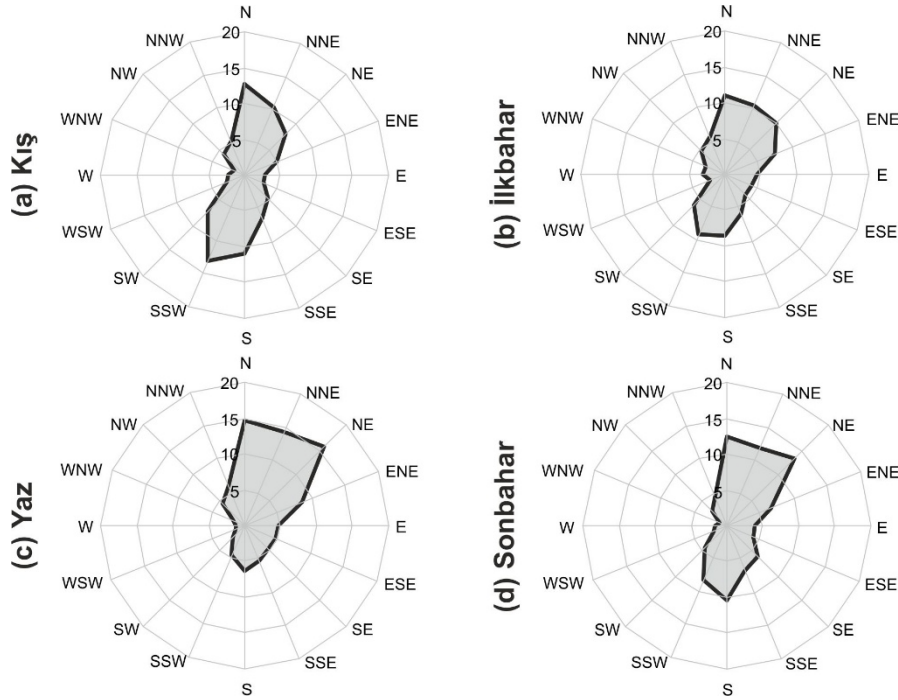 (a) Kış
N
NNE
NE
ENE
E
ESE
SE
SSE
S
SSW
SW
WSW
W
WNW
NW
NNW
20
15
10
5
(b) İlkbahar
N
NNE
NE
ENE
E
ESE
SE
SSE
S
SSW
SW
WSW
W
WNW
NW
NNW
20
15
10
5
(c) Yaz
N
NNE
NE
ENE
E
ESE
SE
SSE
S
SSW
SW
WSW
W
WNW
NW
NNW
20
15
10
5
(d) Sonbahar
N
NNE
NE
ENE
E
ESE
SE
SSE
S
SSW
SW
WSW
W
WNW
NW
NNW
20
15
10
5